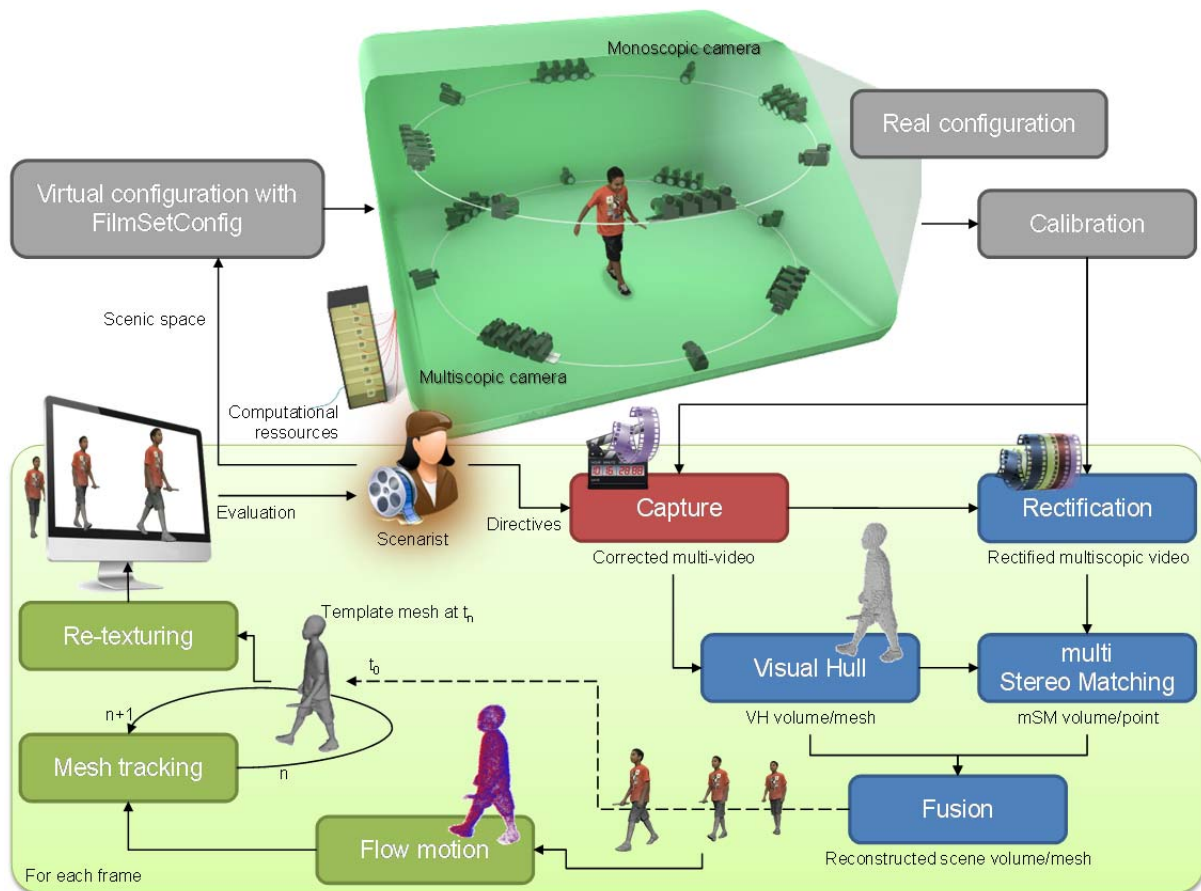 Monoscopic camera
Real configuration
Virtual configuration with
FilmSetConfig
Calibration
Scenic space
Multiscopic camera
Computational
ressources
Evaluation
Scenarist
Directives
Capture
Rectification
Corrected multi-video
Rectified multiscopic video
Template mesh at tn
Re-texturing
t0
Visual Hull
multi
Stereo Matching
n+1
VH volume/mesh
mSM volume/point
Mesh tracking
n
Fusion
Flow motion
Reconstructed scene volume/mesh
For each frame